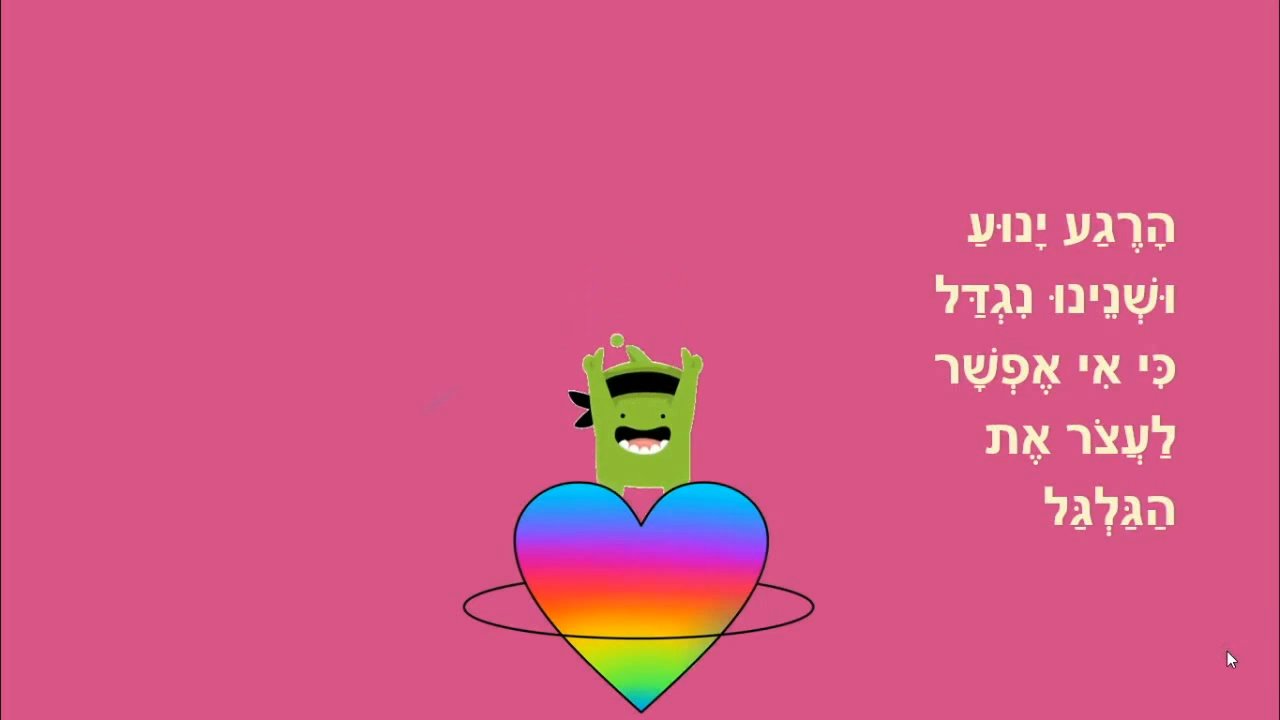 הָרֶגַע יָנוּעַ
וּשְׁנֵינוּ נִגְדַּל
כִּי אִי אֶפְשָׁר
לַעֲצֹר אֶת
הַגַּלְגַּל